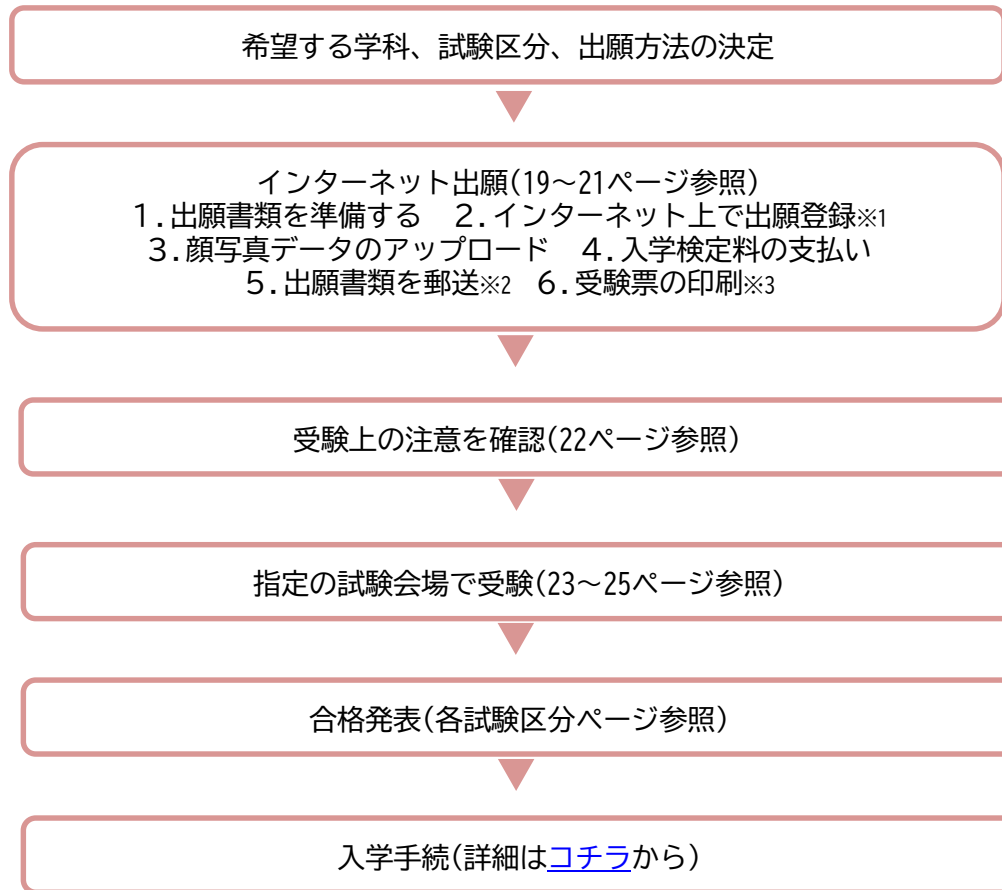 希望する学科、試験区分、出願方法の決定
インターネット出願(19～21ページ参照)
１.出願書類を準備する　２.インターネット上で出願登録※1
３.顔写真データのアップロード　４.入学検定料の支払い
５.出願書類を郵送※2　６.受験票の印刷※3
受験上の注意を確認(22ページ参照)
指定の試験会場で受験(23～25ページ参照)
合格発表(各試験区分ページ参照)
入学手続(詳細はコチラから)